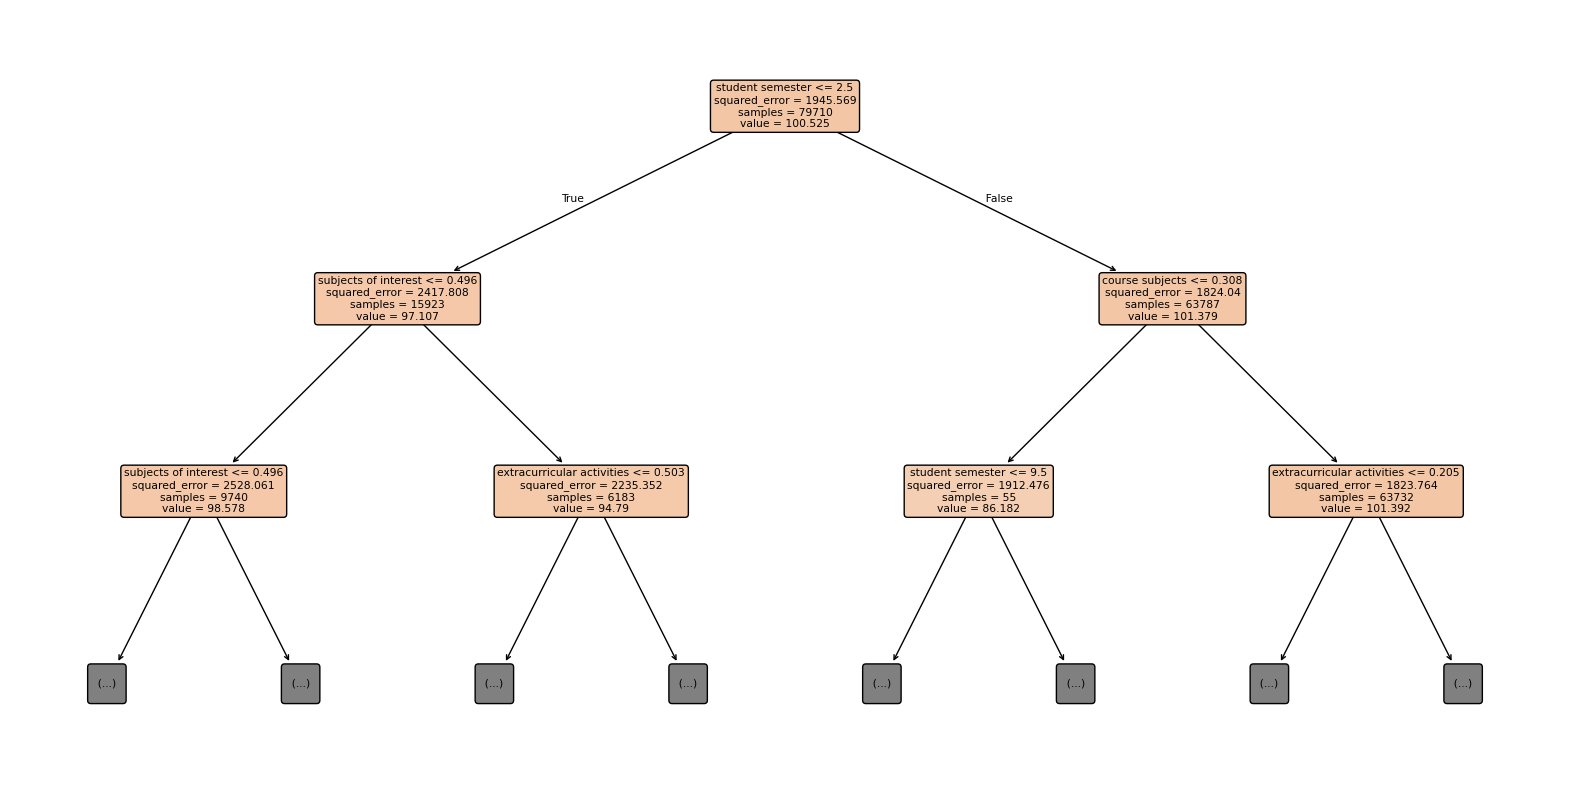 student semester <= 2.5
squared_error = 1945.569
samples = 79710
value = 100.525
True
False
subjects of interest <= 0.496
squared_error = 2417.808
samples = 15923
value = 97.107
course subjects <= 0.308
squared_error = 1824.04
samples = 63787
value = 101.379
subjects of interest <= 0.496
squared_error = 2528.061
samples = 9740
value = 98.578
extracurricular activities <= 0.503
squared_error = 2235.352
samples = 6183
value = 94.79
student semester <= 9.5
squared_error = 1912.476
samples = 55
value = 86.182
extracurricular activities <= 0.205
squared_error = 1823.764
samples = 63732
value = 101.392
(...)
(...)
(...)
(...)
(...)
(...)
(...)
(...)